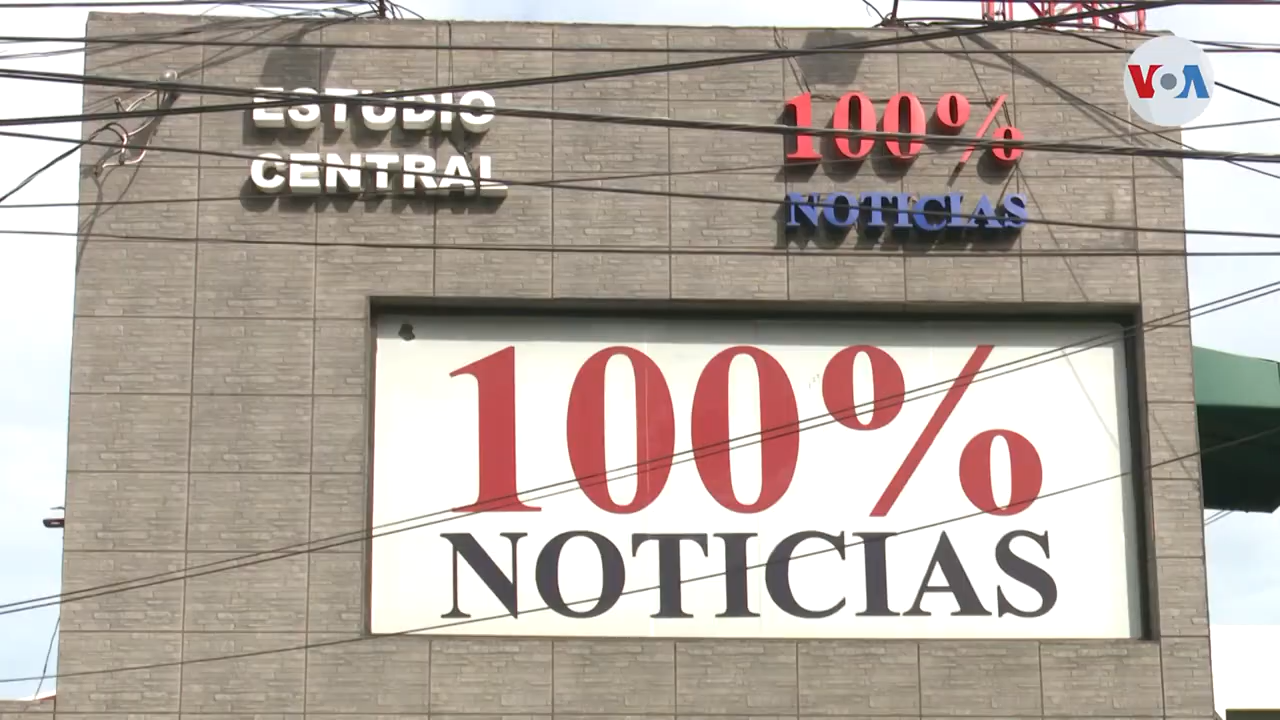 ESTUDIO
CENTRAL
100%
NOTICIAS
VOA
100%
NOTICIAS